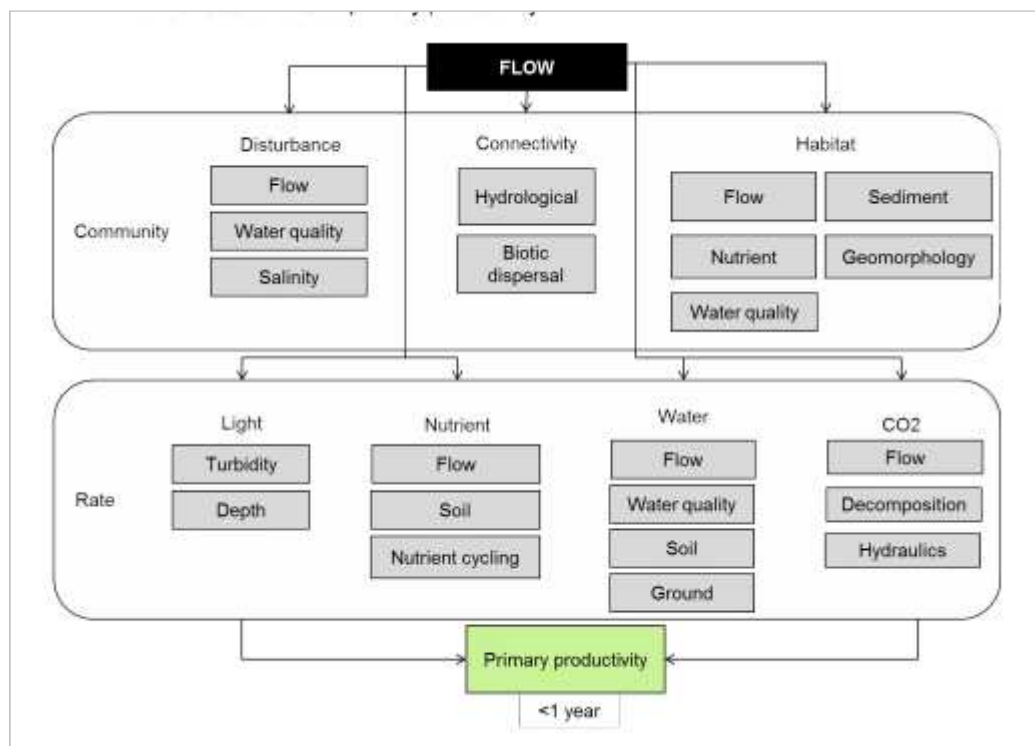 FLOW
Disturbance
Flow
Water quality
Salinity
Connectivity
Hydrological
Biotic
dispersal
Habitat
Flow
Sediment
Nutrient
Geomorphology
Water quality
Community
Light
Turbidity
Depth
Nutrient
Flow
Soil
Nutrient cycling
Water
Flow
Water quality
Soil
Ground
CO2
Flow
Decomposition
Hydraulics
Rate
Primary productivity
<1 year